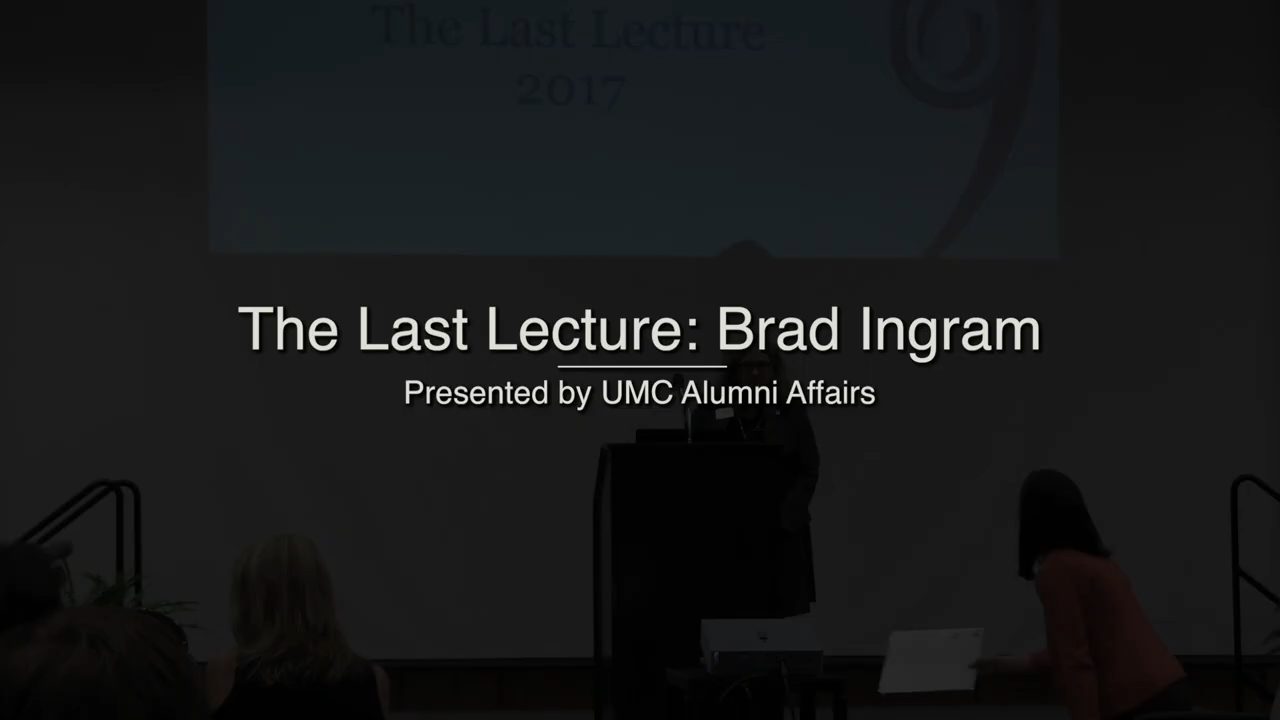 The Last Lecture
2017
The Last Lecture: Brad Ingram
Presented by UMC Alumni Affairs